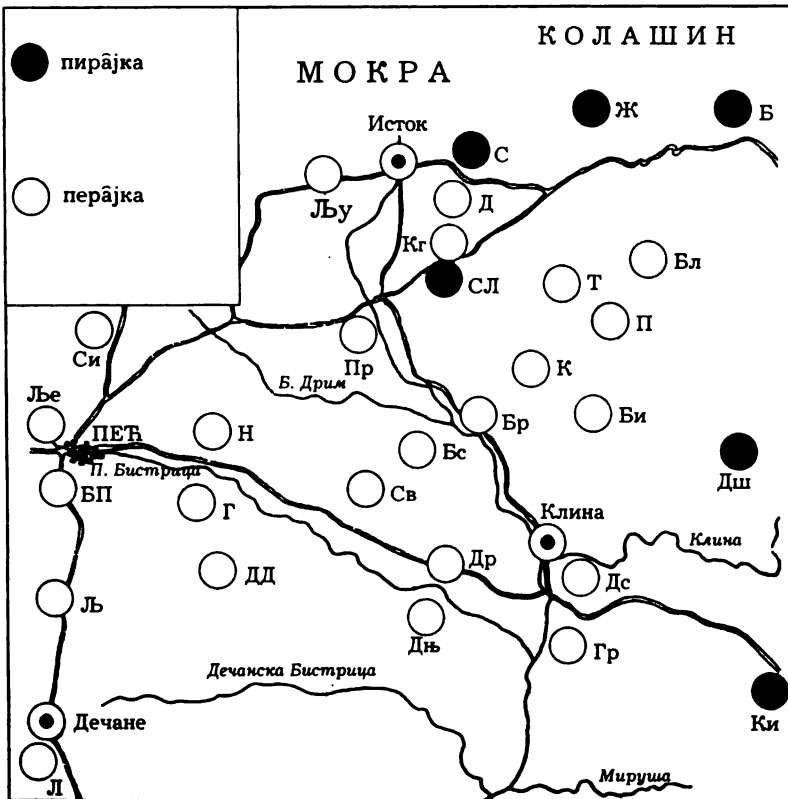 КОЛАШИН
МОКРА
пира̑јка
пера̑јка
Исток
С
Ж
Б
Љу
Д
Кг
СЛ
Т
Бл
П
Си
Пр
К
Б. Дрим
Ље
ПЕЋ
Н
Бр
Би
Бс
П. Бистрица
БП
Г
Св
Дш
Клина
Клина
ДД
Др
Дс
Љ
Дњ
Гр
Дечанска Бистрица
Дечане
Ки
Л
Мируша